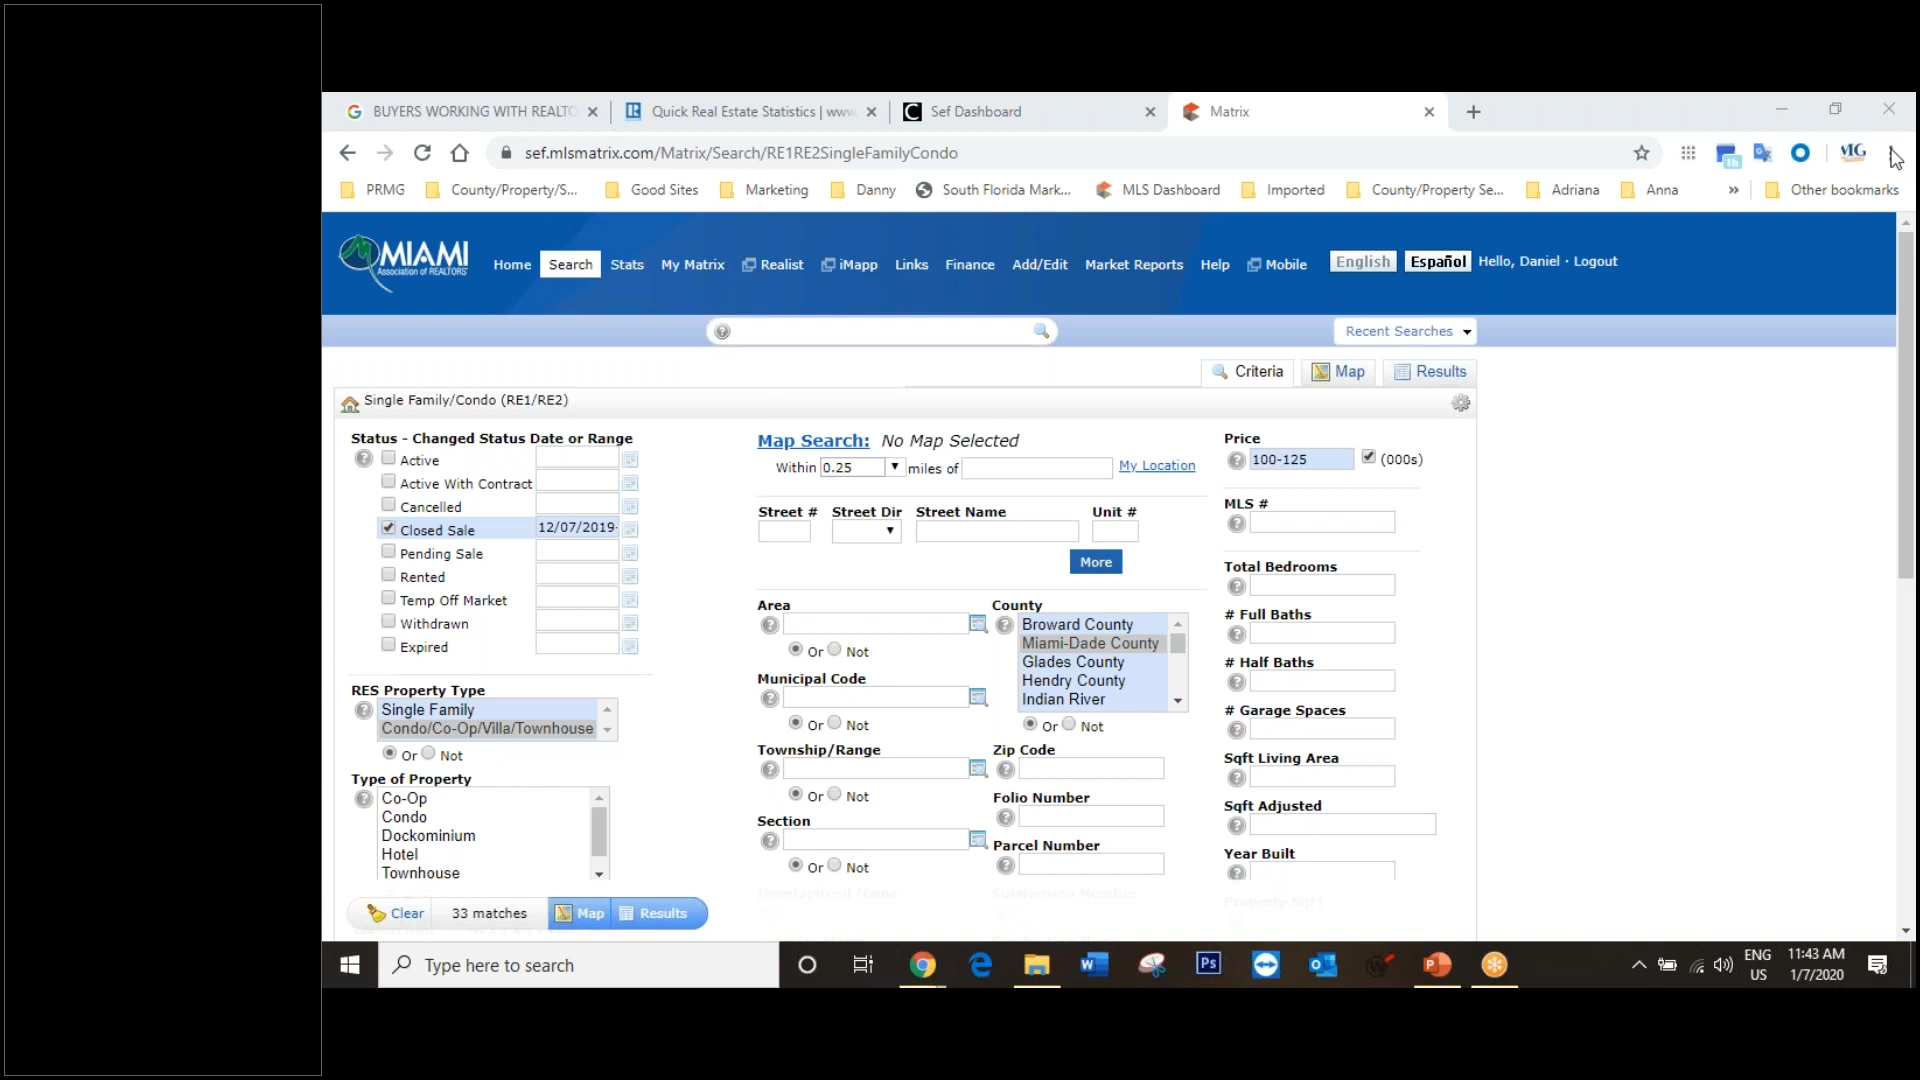 BUYERS WORKING WITH REALTO
Quick Real Estate Statistics | www.
Sef Dashboard
Matrix
sef.mlsmatrix.com/Matrix/Search/RE1RE2SingleFamilyCondo
1h
MG
PRMG
County/Property/S...
Good Sites
Marketing
Danny
South Florida Mark...
MLS Dashboard
Imported
County/Property Se...
Adriana
Anna
»
Other bookmarks
MIAMI
Association of REALTORS
Home
Search
Stats
My Matrix
Realist
iMapp
Links
Finance
Add/Edit
Market Reports
Help
Mobile
English
Español
Hello, Daniel · Logout
Recent Searches
Criteria
Map
Results
Single Family/Condo (RE1/RE2)
Status - Changed Status Date or Range
Active
Active With Contract
Cancelled
Closed Sale 12/07/2019-
Pending Sale
Rented
Temp Off Market
Withdrawn
Expired
RES Property Type
Single Family
Condo/Co-Op/Villa/Townhouse
Or Not
Type of Property
Co-Op
Condo
Dockominium
Hotel
Townhouse
Clear
33 matches
Map
Results
Map Search: No Map Selected
Within 0.25 miles of My Location
Street # Street Dir Street Name Unit #
More
Area
Or Not
Municipal Code
Or Not
Township/Range
Or Not
Section
Or Not
Development Name
County
Broward County
Miami-Dade County
Glades County
Hendry County
Indian River
Or Not
Zip Code
Folio Number
Parcel Number
Subdivision Number
Price
100-125 (000s)
MLS #
Total Bedrooms
# Full Baths
# Half Baths
# Garage Spaces
Sqft Living Area
Sqft Adjusted
Year Built
Property SqFt
Type here to search
Ps
ENG
US
11:43 AM
1/7/2020